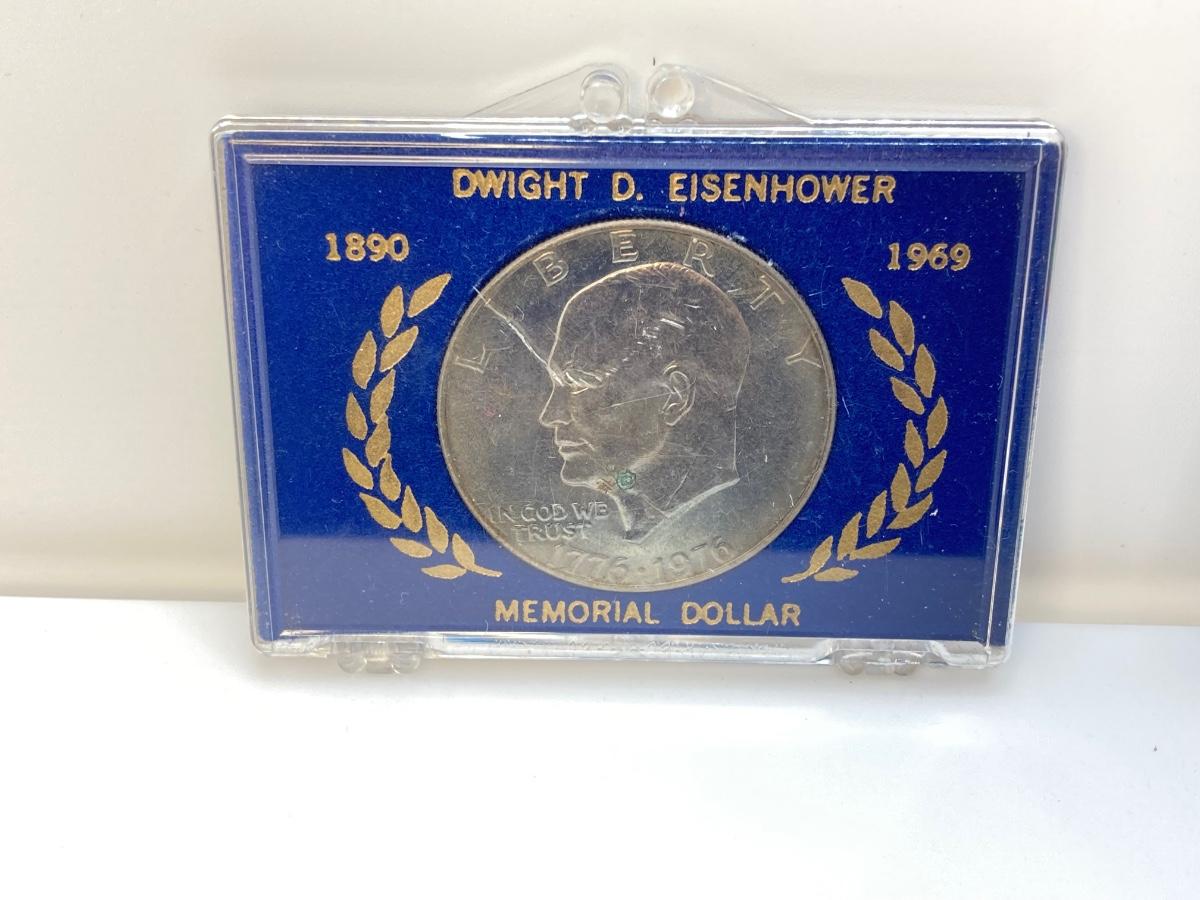 DWIGHT D. EISENHOWER
1890
1969
LIBERTY
IN GOD WE
TRUST
1776·1976
MEMORIAL DOLLAR